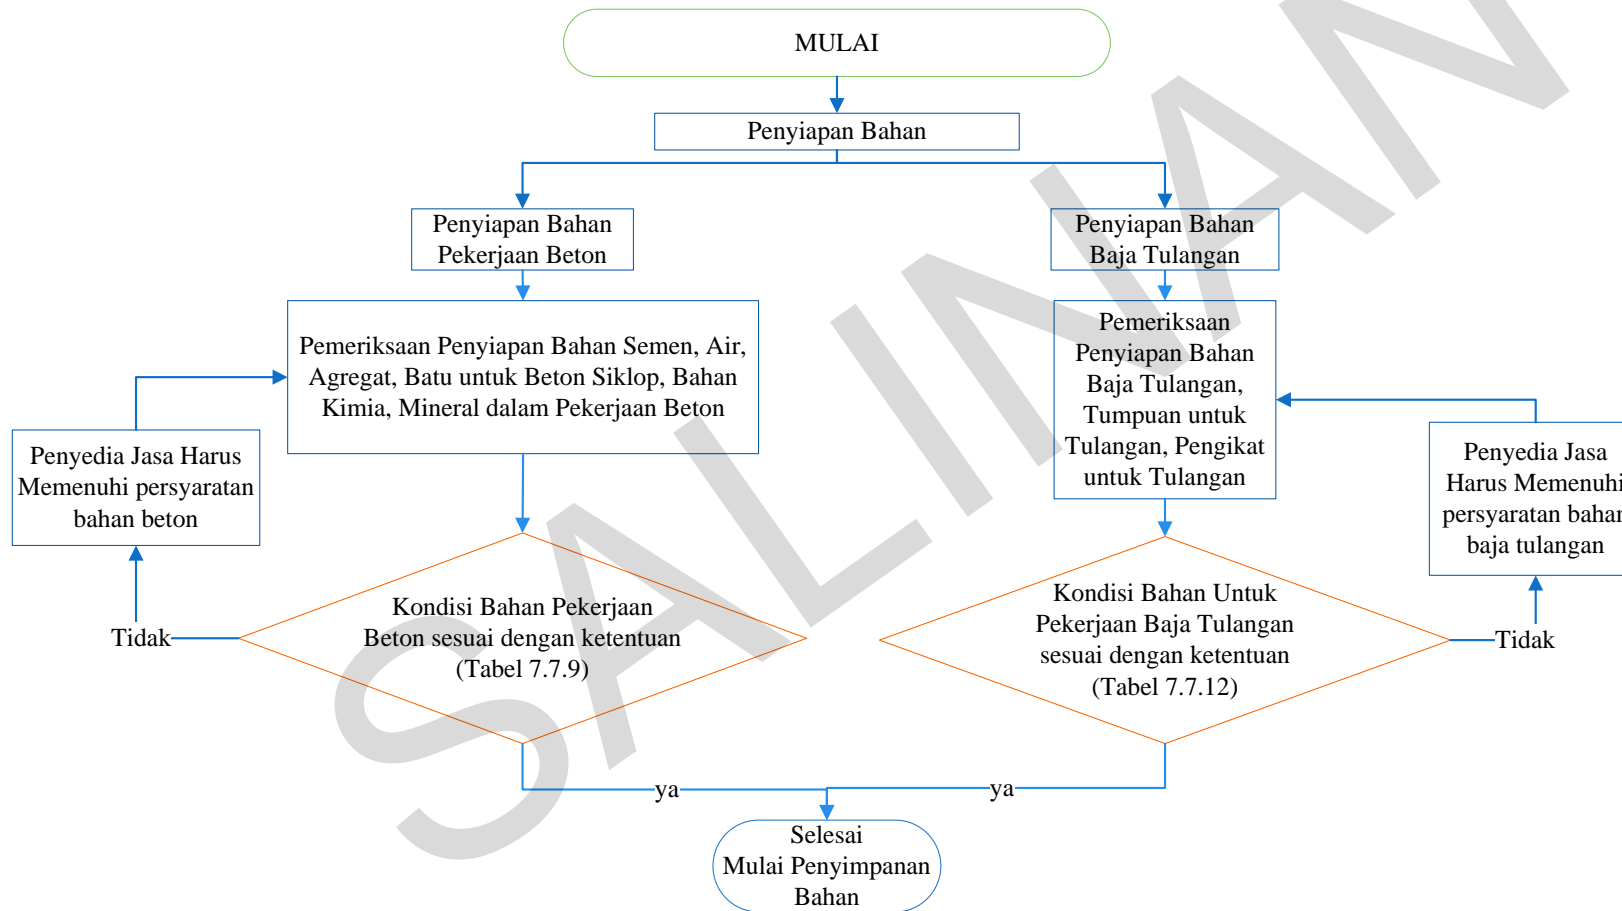 MULAI
Penyiapan Bahan
Penyiapan Bahan
Pekerjaan Beton
Penyiapan Bahan
Baja Tulangan
Pemeriksaan Penyiapan Bahan Semen, Air,
Agregat, Batu untuk Beton Siklop, Bahan
Kimia, Mineral dalam Pekerjaan Beton
Pemeriksaan
Penyiapan Bahan
Baja Tulangan,
Tumpuan untuk
Tulangan, Pengikat
untuk Tulangan
Penyedia Jasa Harus
Memenuhi persyaratan
bahan beton
Penyedia Jasa
Harus Memenuhi
persyaratan bahan
baja tulangan
Kondisi Bahan Pekerjaan
Beton sesuai dengan ketentuan
(Tabel 7.7.9)
Kondisi Bahan Untuk
Pekerjaan Baja Tulangan
sesuai dengan ketentuan
(Tabel 7.7.12)
Tidak
Tidak
ya
ya
Selesai
Mulai Penyimpanan
Bahan
SALINAN